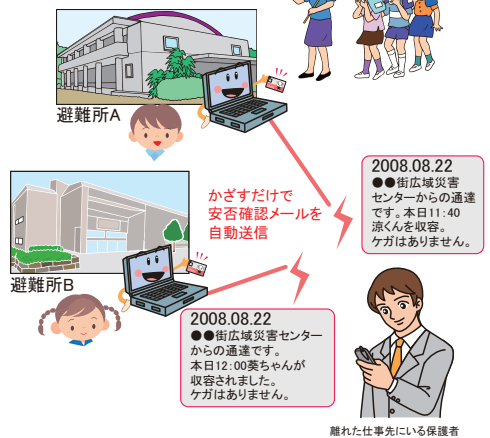 避難所A
2008.08.22
●●街広域災害
センターからの通達
です。本日11:40
涼くんを収容。
ケガはありません。
かざすだけで
安否確認メールを
自動送信
避難所B
2008.08.22
●●街広域災害センター
からの通達です。
本日12:00葵ちゃんが
収容されました。
ケガはありません。
離れた仕事先にいる保護者